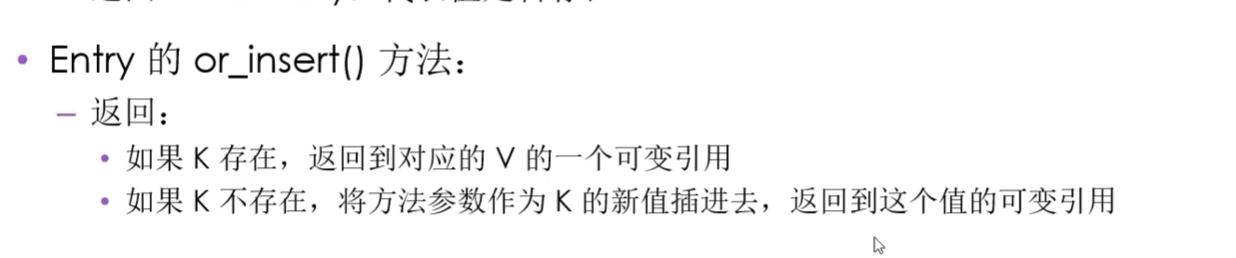 Entry 的 or_insert() 方法：
返回：
如果 K 存在，返回到对应的 V 的一个可变引用
如果 K 不存在，将方法参数作为 K 的新值插进去，返回到这个值的可变引用